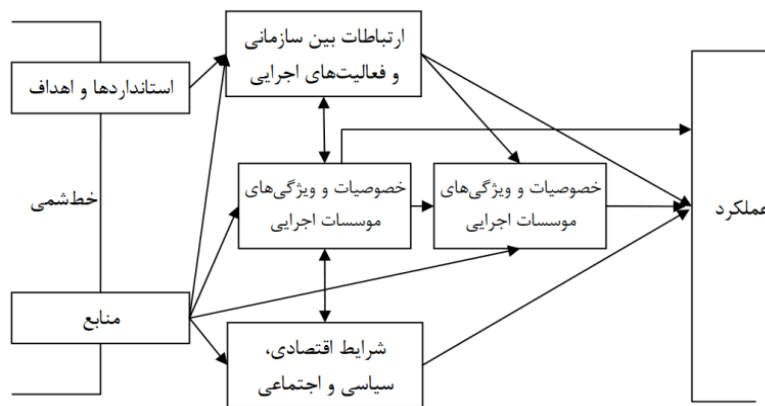 ارتباطات بین سازمانی
و فعالیت‌های اجرایی
استانداردها و اهداف
خط‌شمی
خصوصیات و ویژگی‌های
موسسات اجرایی
خصوصیات و ویژگی‌های
موسسات اجرایی
عملکرد
منابع
شرایط اقتصادی،
سیاسی و اجتماعی